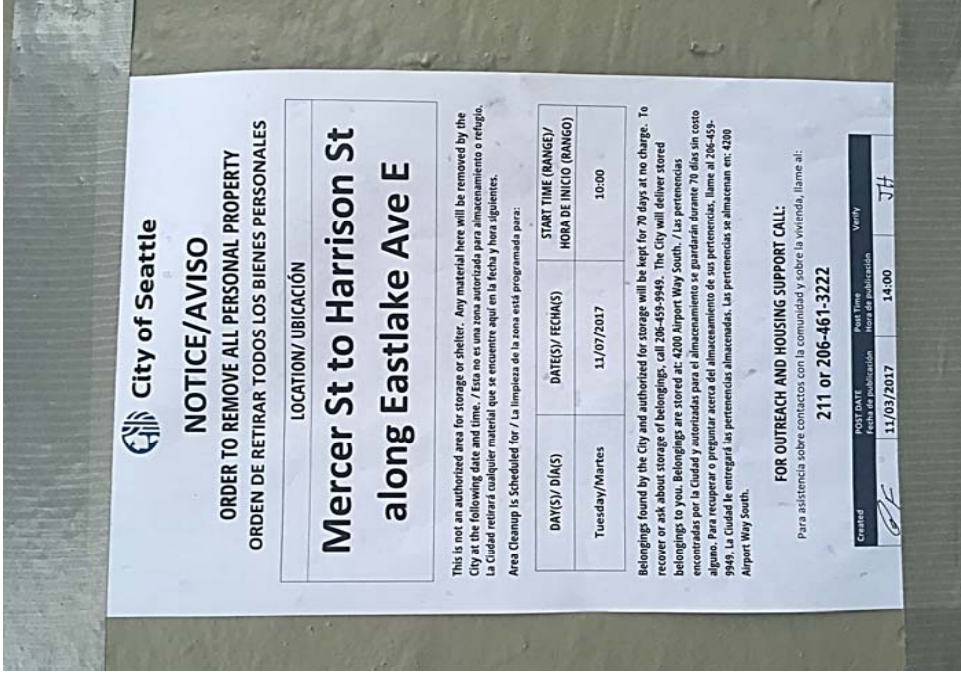 City of Seattle
NOTICE/AVISO
ORDER TO REMOVE ALL PERSONAL PROPERTY
ORDEN DE RETIRAR TODOS LOS BIENES PERSONALES
LOCATION/ UBICACIÓN
Mercer St to Harrison St
along Eastlake Ave E
This is not an authorized area for storage or shelter. Any material here will be removed by the
City at the following date and time. / Esta no es una zona autorizada para almacenamiento o refugio.
La Ciudad retirará cualquier material que se encuentre aquí en la fecha y hora siguientes.
Area Cleanup Is Scheduled for / La limpieza de la zona está programada para:
DAY(S)/ DÍA(S) DATE(S)/ FECHA(S) START TIME (RANGE)/
HORA DE INICIO (RANGO)
Tuesday/Martes 11/07/2017 10:00
Belongings found by the City and authorized for storage will be kept for 70 days at no charge. To
recover or ask about storage of belongings, call 206-459-9949. The City will deliver stored
belongings to you. Belongings are stored at: 4200 Airport Way South. / Las pertenencias
encontradas por la Ciudad y autorizadas para el almacenamiento se guardarán durante 70 días sin costo
alguno. Para recuperar o preguntar acerca del almacenamiento de sus pertenencias, llame al 206-459-
9949. La Ciudad le entregará las pertenencias almacenadas. Las pertenencias se almacenan en: 4200
Airport Way South.
FOR OUTREACH AND HOUSING SUPPORT CALL:
Para asistencia sobre contactos con la comunidad y sobre la vivienda, llame al:
211 or 206-461-3222
Created POST DATE Post Time Verify
Fecha de publicación Hora de publicación
11/03/2017 14:00 JH